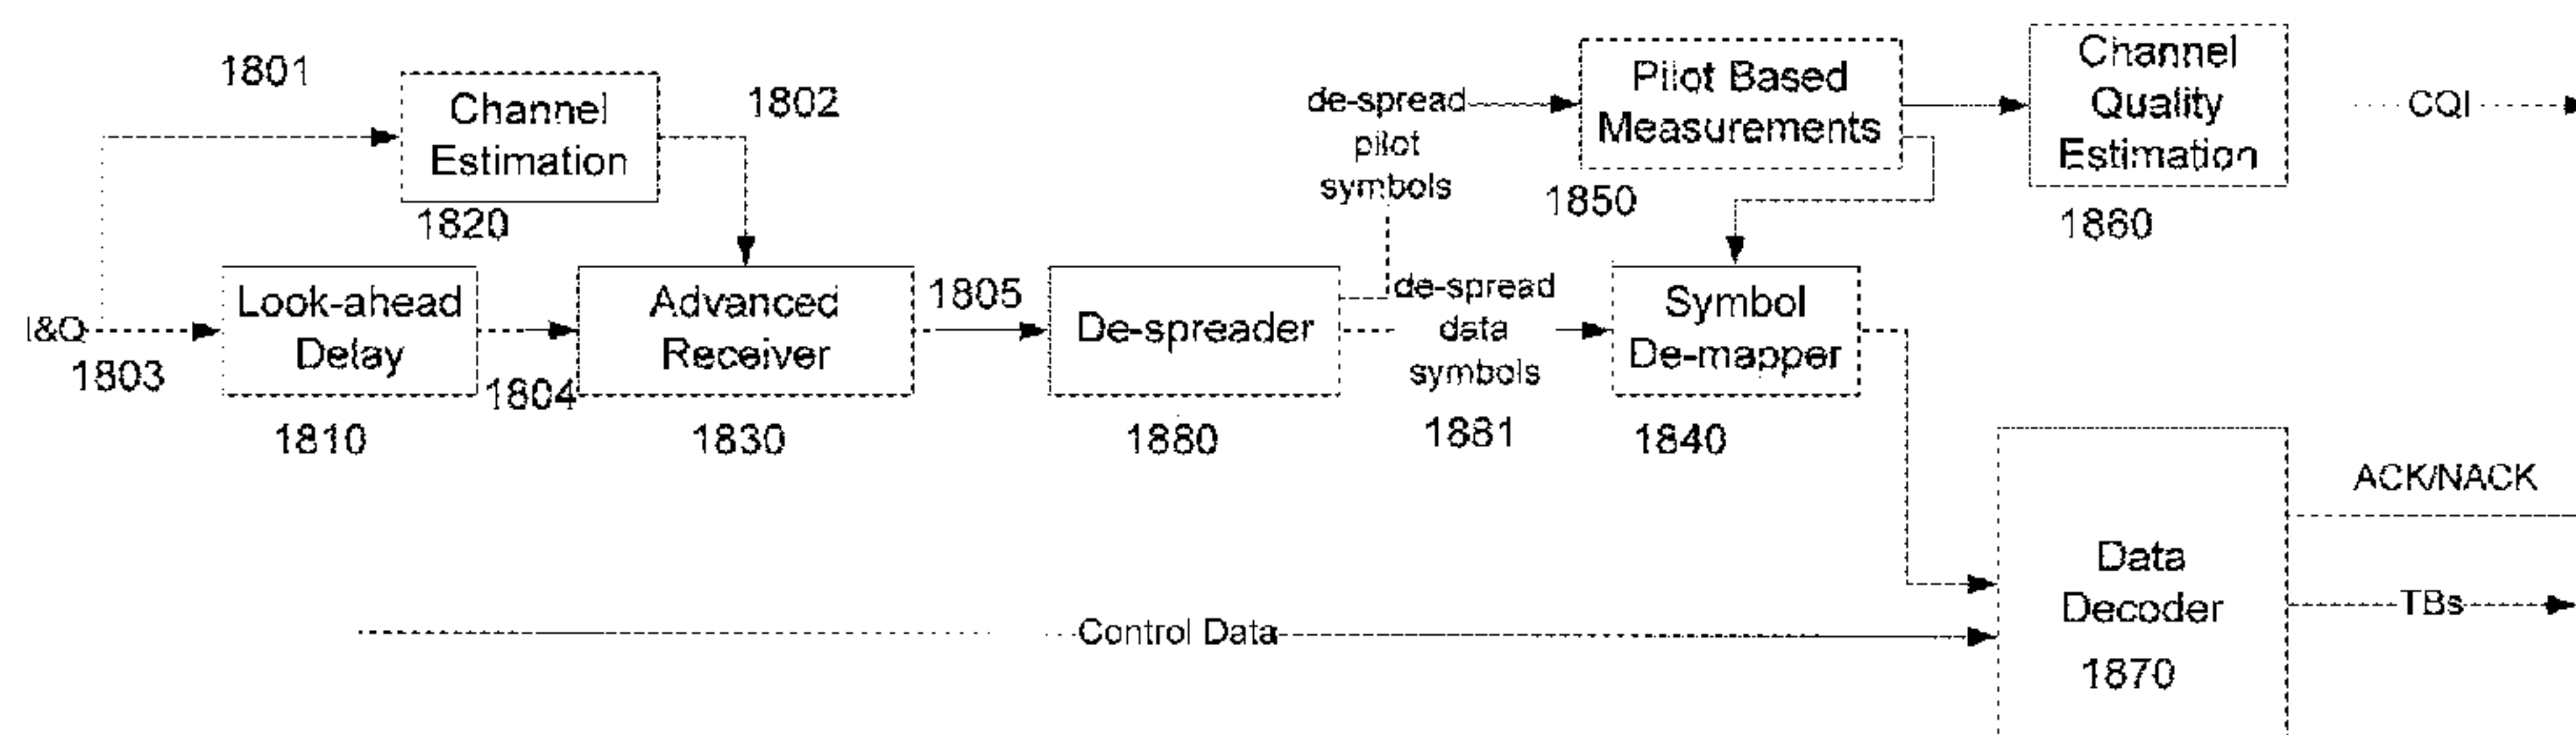 1801
Channel
Estimation
1802
1820
I&Q
1803
Look-ahead
Delay
1810
1804
Advanced
Receiver
1830
1805
De-spreader
1880
de-spread
pilot
symbols
de-spread
data
symbols
1881
Pilot Based
Measurements
1850
Symbol
De-mapper
1840
Channel
Quality
Estimation
1860
CQI
Control Data
Data
Decoder
1870
ACK/NACK
TBs